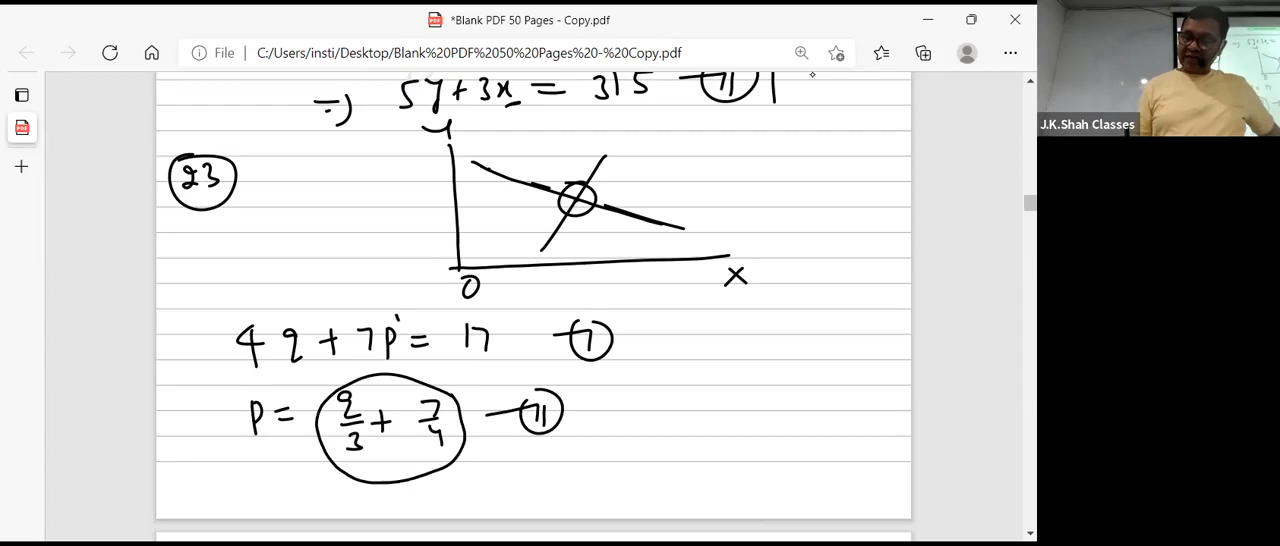 *Blank PDF 50 Pages - Copy.pdf
File | C:/Users/insti/Desktop/Blank%20PDF%2050%20Pages%20-%20Copy.pdf
J.K.Shah Classes
=) 5y + 3x = 315 - II
23
y
O
X
4q + 7p = 17 - I
p = q/3 + 7/4 - II